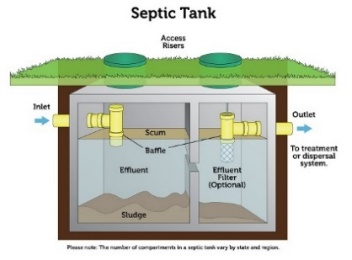 Septic Tank
Access
Risers
Inlet
Outlet
Scum
Baffle
To treatment
or dispersal
system.
Effluent
Effluent
Filter
(Optional)
Sludge
Please note: The number of compartments in a septic tank vary by state and region.